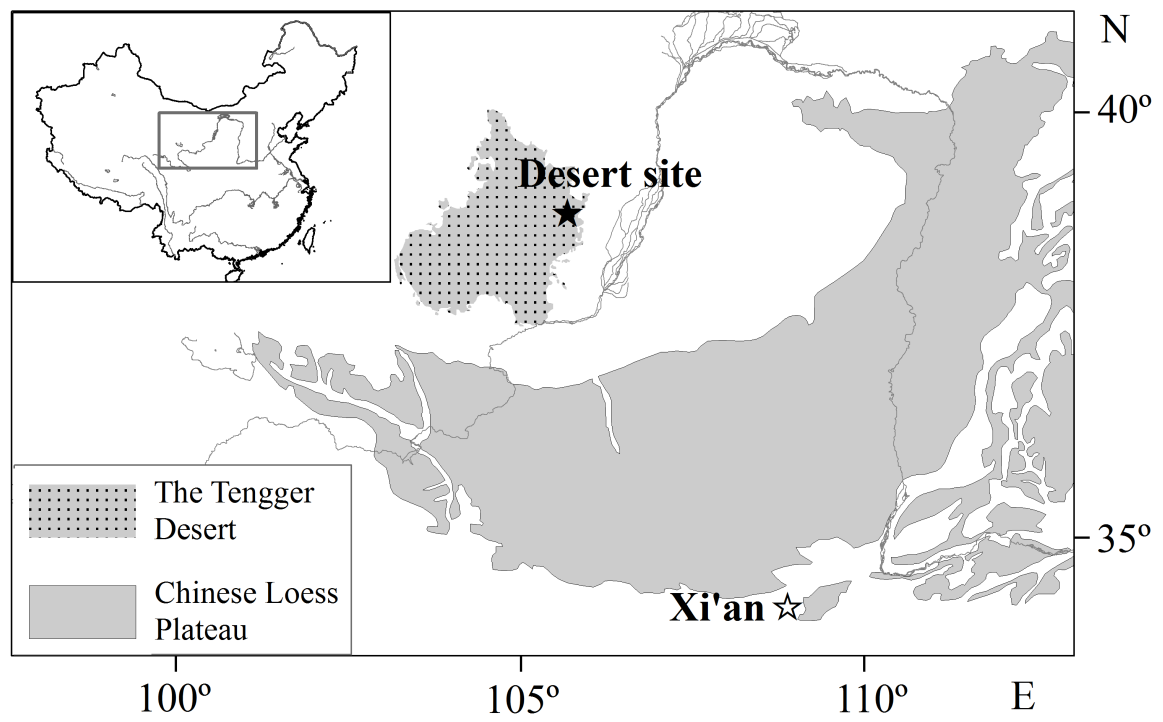 N
40º
Desert site
The Tengger
Desert
35º
Chinese Loess
Plateau
Xi'an
100º
105º
110º
E